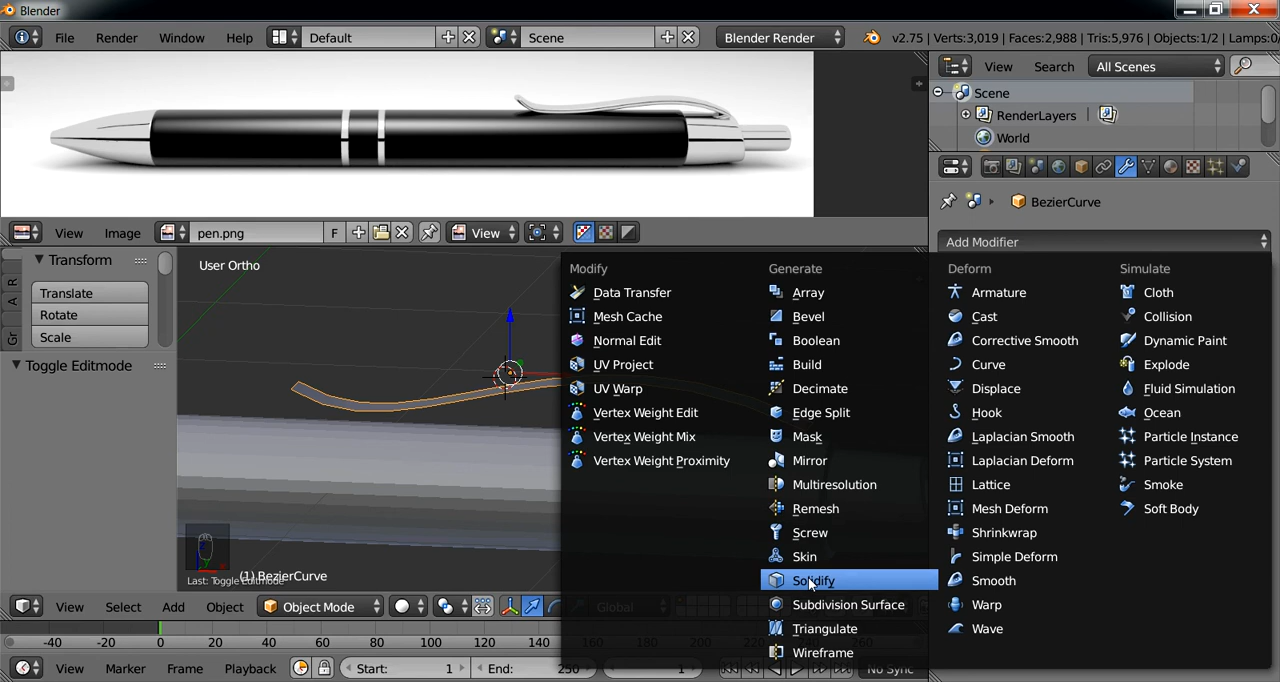 Blender
File Render Window Help Default Scene Blender Render v2.75 | Verts:3,019 | Faces:2,988 | Tris:5,976 | Objects:1/2 | Lamps:0/
View Search All Scenes
Scene
RenderLayers
World
BezierCurve
Add Modifier
View Image pen.png F View
Transform
Translate
Rotate
Scale
Toggle Editmode
R
A
Gr
User Ortho
Last: Toggle Editmode
(1) BezierCurve
Modify
Data Transfer
Mesh Cache
Normal Edit
UV Project
UV Warp
Vertex Weight Edit
Vertex Weight Mix
Vertex Weight Proximity
Generate
Array
Bevel
Boolean
Build
Decimate
Edge Split
Mask
Mirror
Multiresolution
Remesh
Screw
Skin
Solidify
Subdivision Surface
Triangulate
Wireframe
Deform
Armature
Cast
Corrective Smooth
Curve
Displace
Hook
Laplacian Smooth
Laplacian Deform
Lattice
Mesh Deform
Shrinkwrap
Simple Deform
Smooth
Warp
Wave
Simulate
Cloth
Collision
Dynamic Paint
Explode
Fluid Simulation
Ocean
Particle Instance
Particle System
Smoke
Soft Body
View Select Add Object Object Mode Global
-40 -20 0 20 40 60 80 100 120 140 160 180 200 220 240 260
View Marker Frame Playback Start: 1 End: 250 1 No Sync